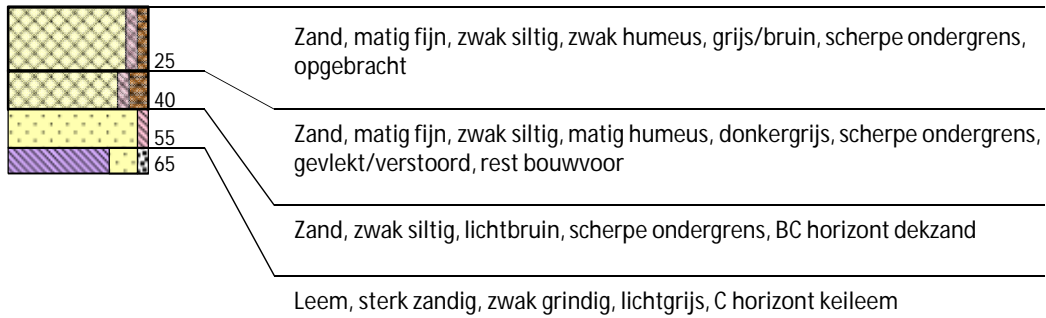 Zand, matig fijn, zwak siltig, zwak humeus, grijs/bruin, scherpe ondergrens,
opgebracht
25
40
Zand, matig fijn, zwak siltig, matig humeus, donkergrijs, scherpe ondergrens,
gevlekt/verstoord, rest bouwvoor
55
65
Zand, zwak siltig, lichtbruin, scherpe ondergrens, BC horizont dekzand
Leem, sterk zandig, zwak grindig, lichtgrijs, C horizont keileem